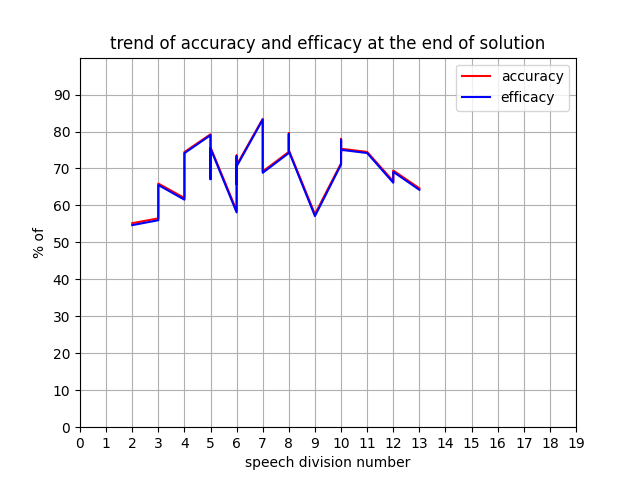 trend of accuracy and efficacy at the end of solution
accuracy
efficacy
90
80
70
60
50
40
30
20
10
0
% of
0 1 2 3 4 5 6 7 8 9 10 11 12 13 14 15 16 17 18 19
speech division number